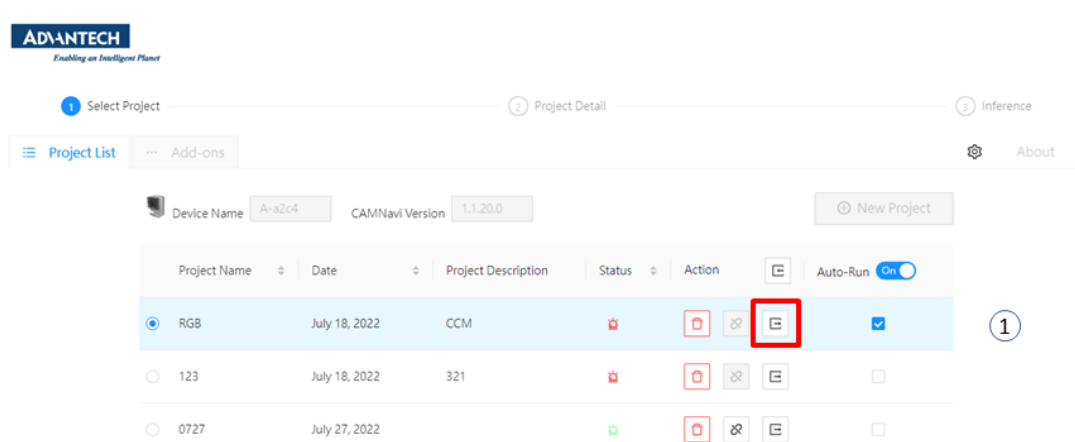 ADVANTECH
Enabling an Intelligent Planet
1 Select Project 2 Project Detail 3 Inference
Project List ··· Add-ons About
Device Name A-a2c4 CAMNavi Version 1.1.20.0 New Project
Project Name Date Project Description Status Action Auto-Run On
RGB July 18, 2022 CCM 1
123 July 18, 2022 321
0727 July 27, 2022